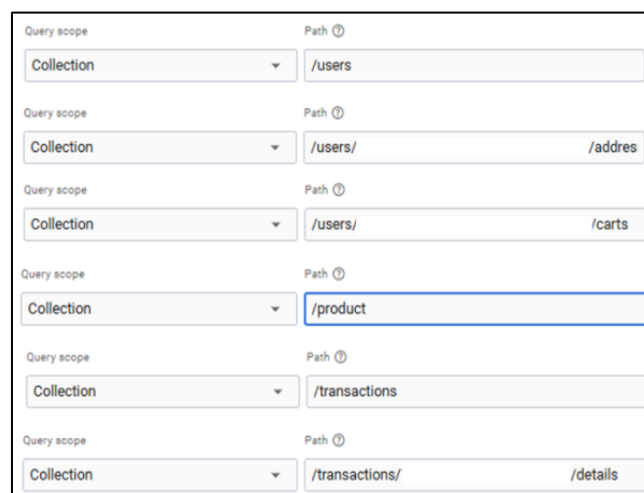 Query scope Path
Collection /users
Query scope Path
Collection /users/ /addres
Query scope Path
Collection /users/ /carts
Query scope Path
Collection /product
Query scope Path
Collection /transactions
Query scope Path
Collection /transactions/ /details